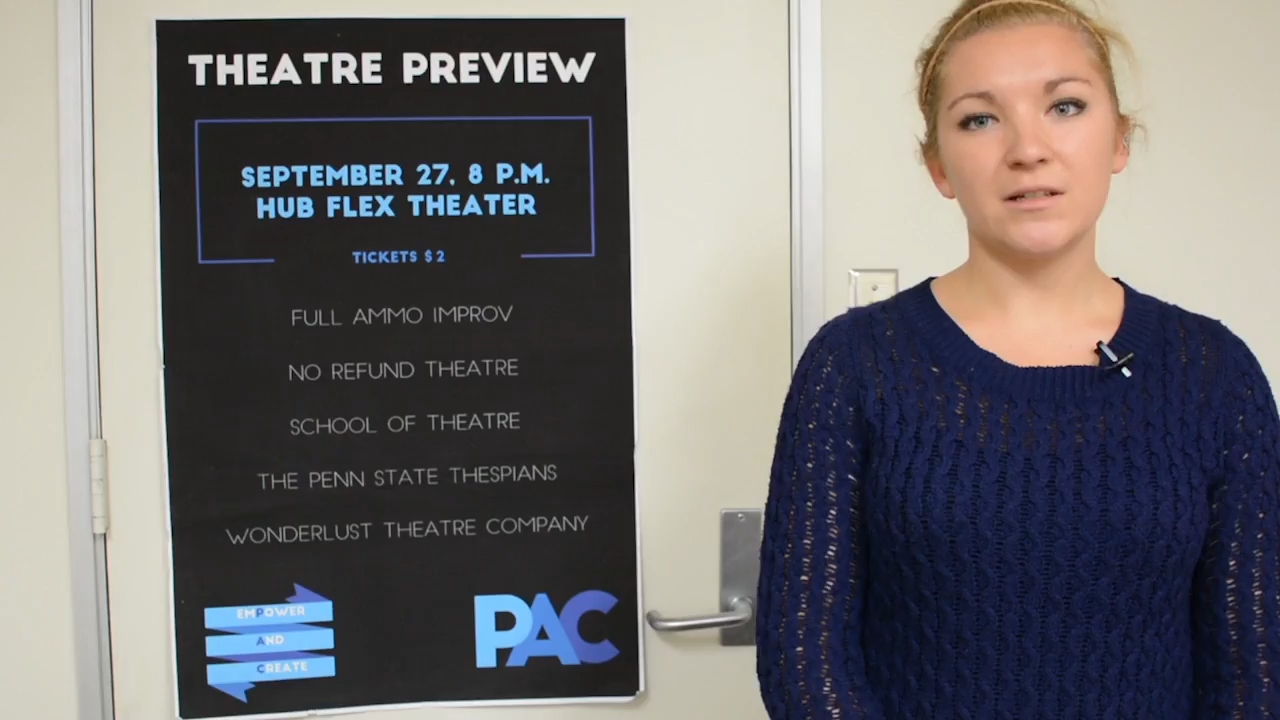 THEATRE PREVIEW
SEPTEMBER 27, 8 P.M.
HUB FLEX THEATER
TICKETS $2
FULL AMMO IMPROV
NO REFUND THEATRE
SCHOOL OF THEATRE
THE PENN STATE THESPIANS
WONDERLUST THEATRE COMPANY
EMPOWER
AND
CREATE
PAC